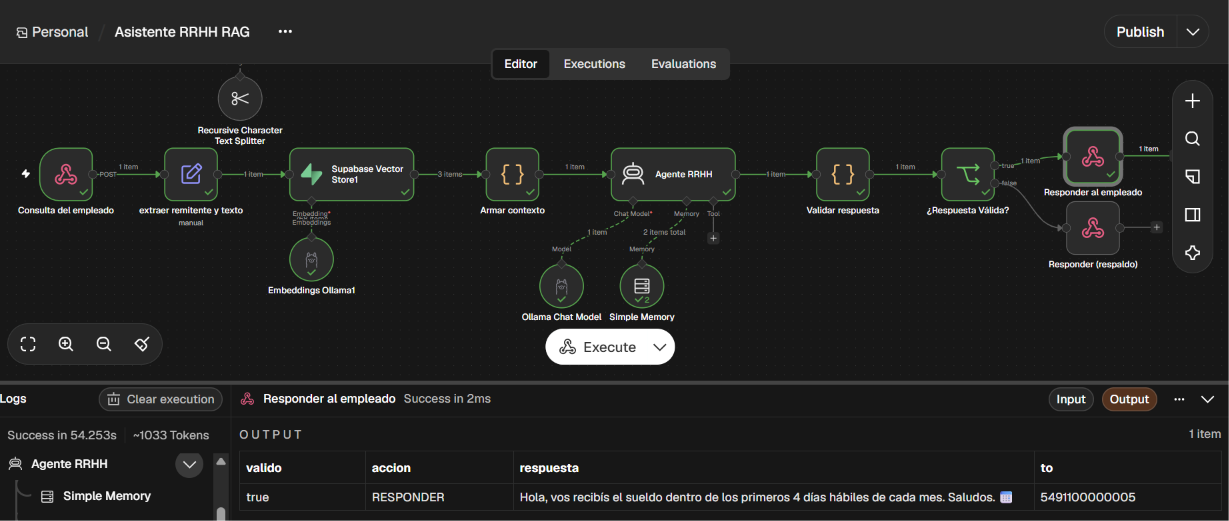 Personal / Asistente RRHH RAG ...
Publish
Editor Executions Evaluations
Recursive Character
Text Splitter
Consulta del empleado
POST
1 item
extraer remitente y texto
manual
1 item
Supabase Vector
Store1
Embedding*
Embeddings
Embeddings Ollama1
3 items
Armar contexto
1 item
Agente RRHH
Chat Model*
Memory
Tool
1 item
2 items total
Model
Memory
Ollama Chat Model
2
Simple Memory
1 item
Validar respuesta
1 item
¿Respuesta Válida?
true
false
1 item
Responder al empleado
1 item
Responder (respaldo)
Execute
Logs
Clear execution
Responder al empleado Success in 2ms
Input Output ...
Success in 54.253s ~1033 Tokens
OUTPUT
1 item
Agente RRHH
Simple Memory
valido accion respuesta to
true RESPONDER Hola, vos recibís el sueldo dentro de los primeros 4 días hábiles de cada mes. Saludos. 🗓️ 5491100000005